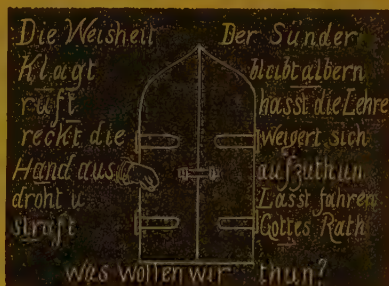 Die Weisheit
Klagt
ruft
reckt die
Hand aus
droht u
straft
Der Sünder
bleibt albern
hasst die Lehre
weigert sich
aufzuthun
Lässt fahren
Gottes Rath
was wollen wir thun?